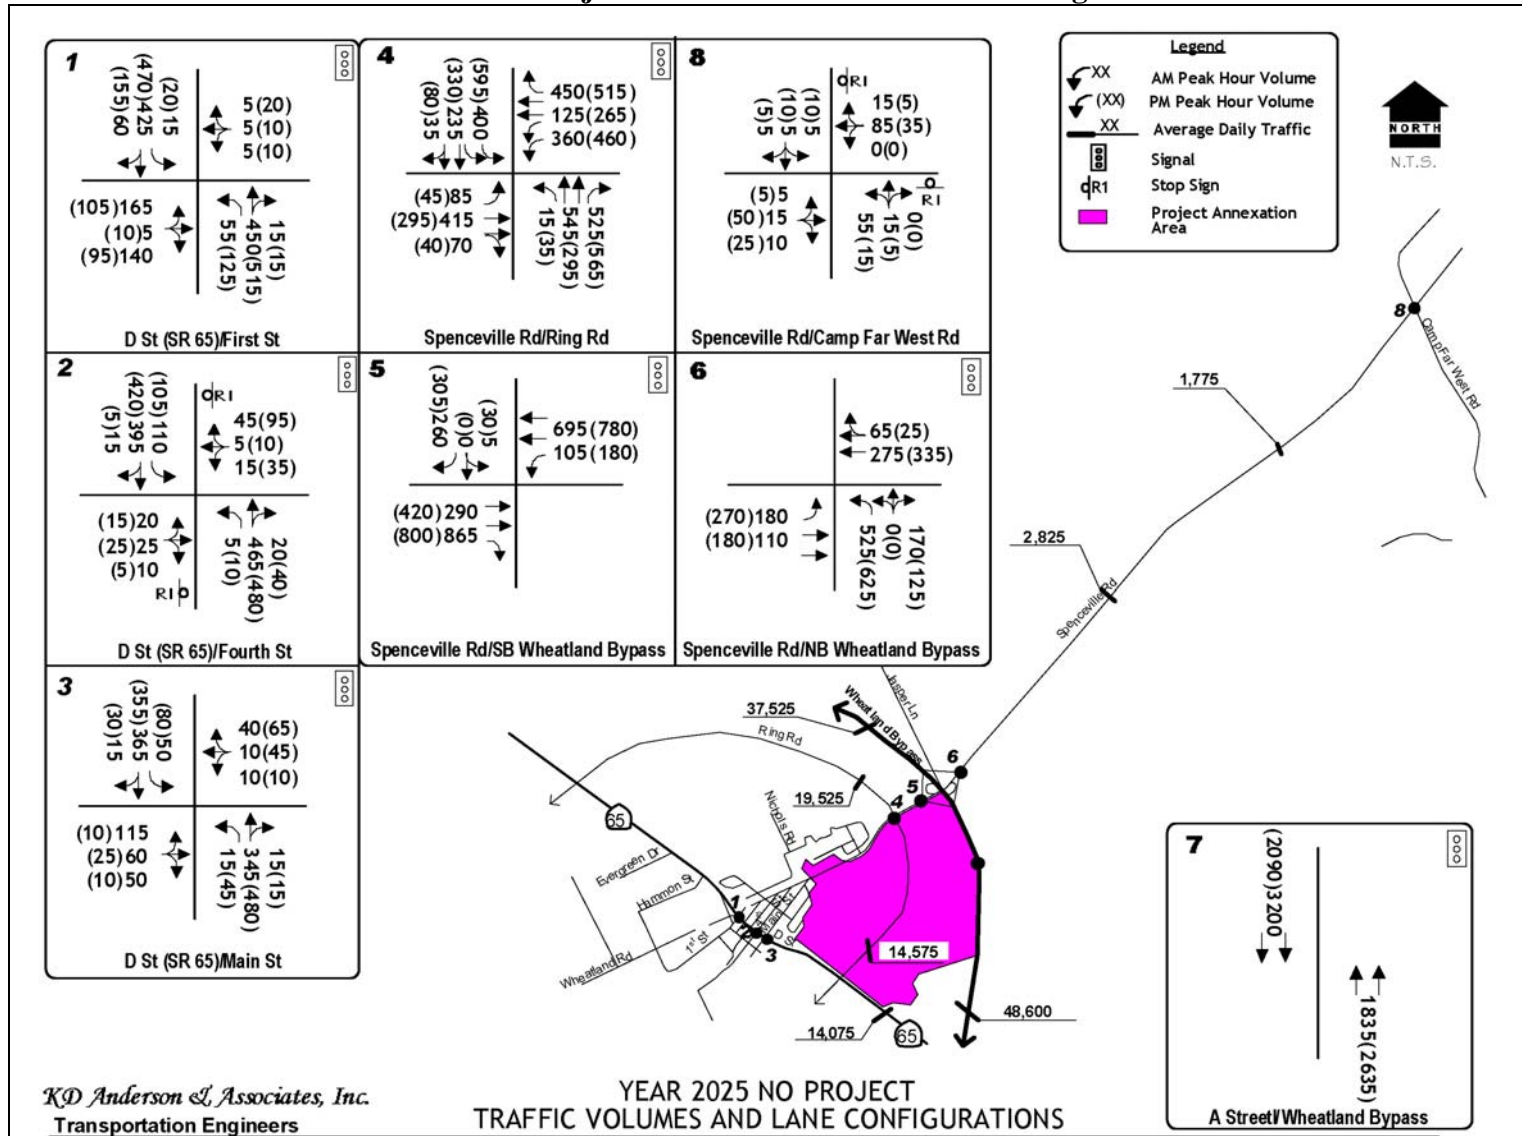 1
(155)60
(470)425
(20)15
5(20)
5(10)
5(10)
(105)165
(10)5
(95)140
55(125)
450(515)
15(15)
D St (SR 65)/First St
4
(80)35
(330)235
(595)400
450(515)
125(265)
360(460)
(45)85
(295)415
(40)70
15(35)
545(295)
525(565)
Spenceville Rd/Ring Rd
8
R1
(5)5
(10)5
(10)5
15(5)
85(35)
0(0)
(5)5
(50)15
(25)10
55(15)
15(5)
0(0)
R1
Spenceville Rd/Camp Far West Rd
Legend
XX AM Peak Hour Volume
(XX) PM Peak Hour Volume
XX Average Daily Traffic
Signal
R1 Stop Sign
Project Annexation
Area
NORTH
N.T.S.
2
(5)15
(420)395
(105)110
R1
45(95)
5(10)
15(35)
(15)20
(25)25
(5)10
R1
5(10)
465(480)
20(40)
D St (SR 65)/Fourth St
5
(305)260
(0)0
(30)5
695(780)
105(180)
(420)290
(800)865
Spenceville Rd/SB Wheatland Bypass
6
65(25)
275(335)
(270)180
(180)110
525(625)
0(0)
170(125)
Spenceville Rd/NB Wheatland Bypass
3
(30)15
(355)365
(80)50
40(65)
10(45)
10(10)
(10)115
(25)60
(10)50
15(45)
345(480)
15(15)
D St (SR 65)/Main St
8
Camp Far West Rd
1,775
2,825
Spenceville Rd
Jasper Ln
Wheatland Bypass
37,525
Ring Rd
6
5
4
19,525
65
Nichols Rd
Evergreen Dr
Hammon St
1
2
3
Main St
D St
1st St
Wheatland Rd
14,575
14,075
65
48,600
7
(2090)3200
1835(2635)
A Street/Wheatland Bypass
KD Anderson & Associates, Inc.
Transportation Engineers
YEAR 2025 NO PROJECT
TRAFFIC VOLUMES AND LANE CONFIGURATIONS